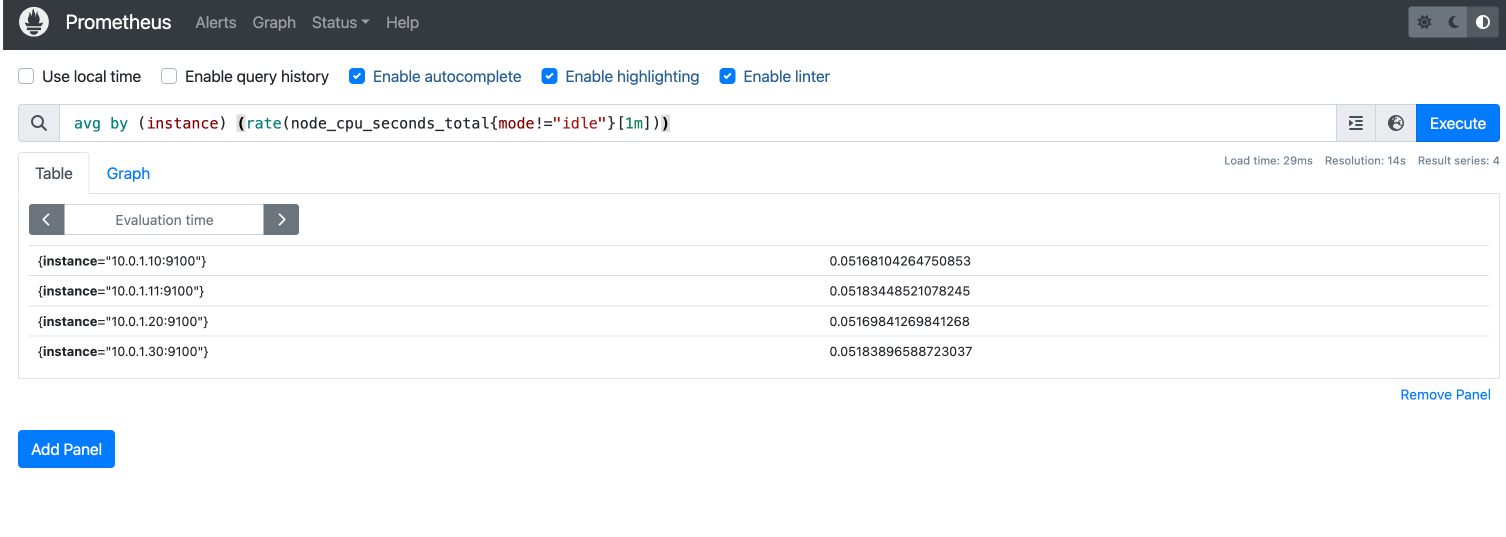 Prometheus Alerts Graph Status Help
Use local time Enable query history Enable autocomplete Enable highlighting Enable linter
avg by (instance) (rate(node_cpu_seconds_total{mode!="idle"}[1m])) Execute
Load time: 29ms Resolution: 14s Result series: 4
Table Graph
Evaluation time
{instance="10.0.1.10:9100"} 0.05168104264750853
{instance="10.0.1.11:9100"} 0.05183448521078245
{instance="10.0.1.20:9100"} 0.05169841269841268
{instance="10.0.1.30:9100"} 0.05183896588723037
Remove Panel
Add Panel